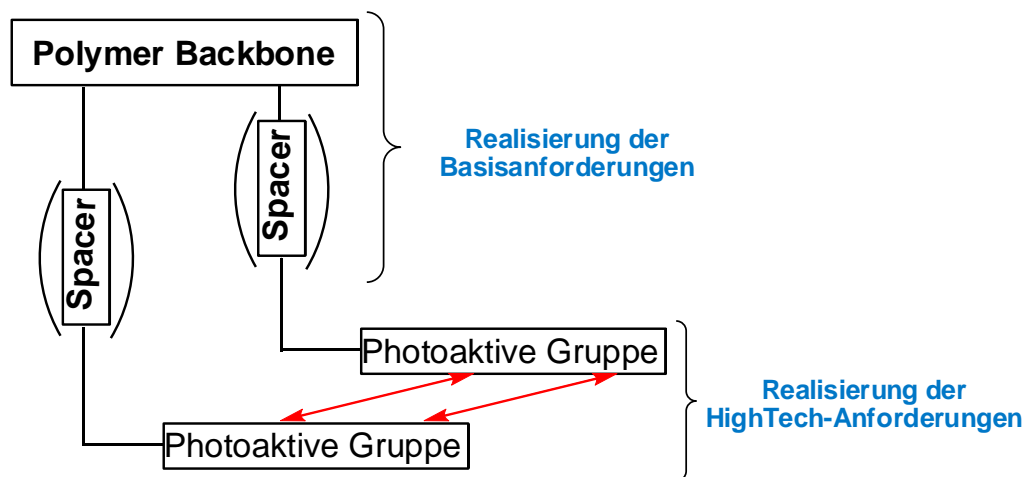 Polymer Backbone
Spacer
Realisierung der
Basisanforderungen
Spacer
Photoaktive Gruppe
Realisierung der
HighTech-Anforderungen
Photoaktive Gruppe